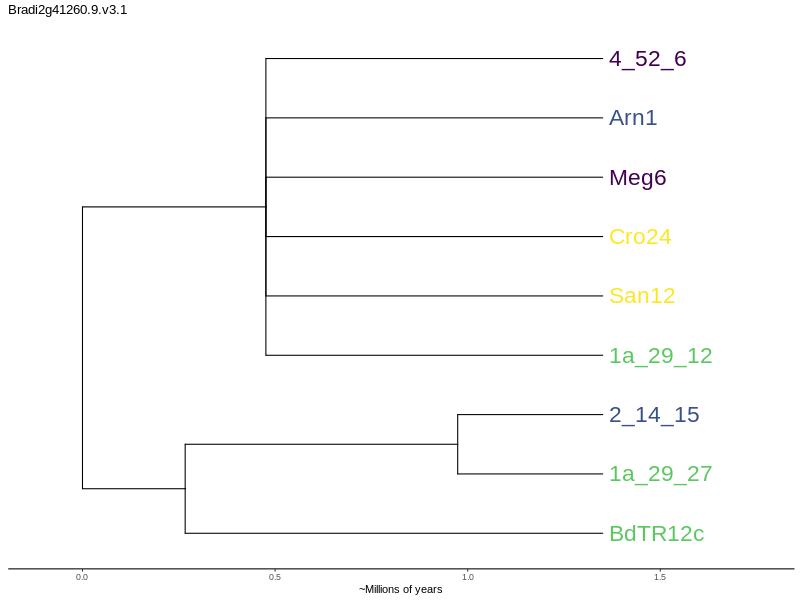 Bradi2g41260.9.v3.1
4_52_6
Arn1
Meg6
Cro24
San12
1a_29_12
2_14_15
1a_29_27
BdTR12c
0.0 0.5 1.0 1.5
~Millions of years